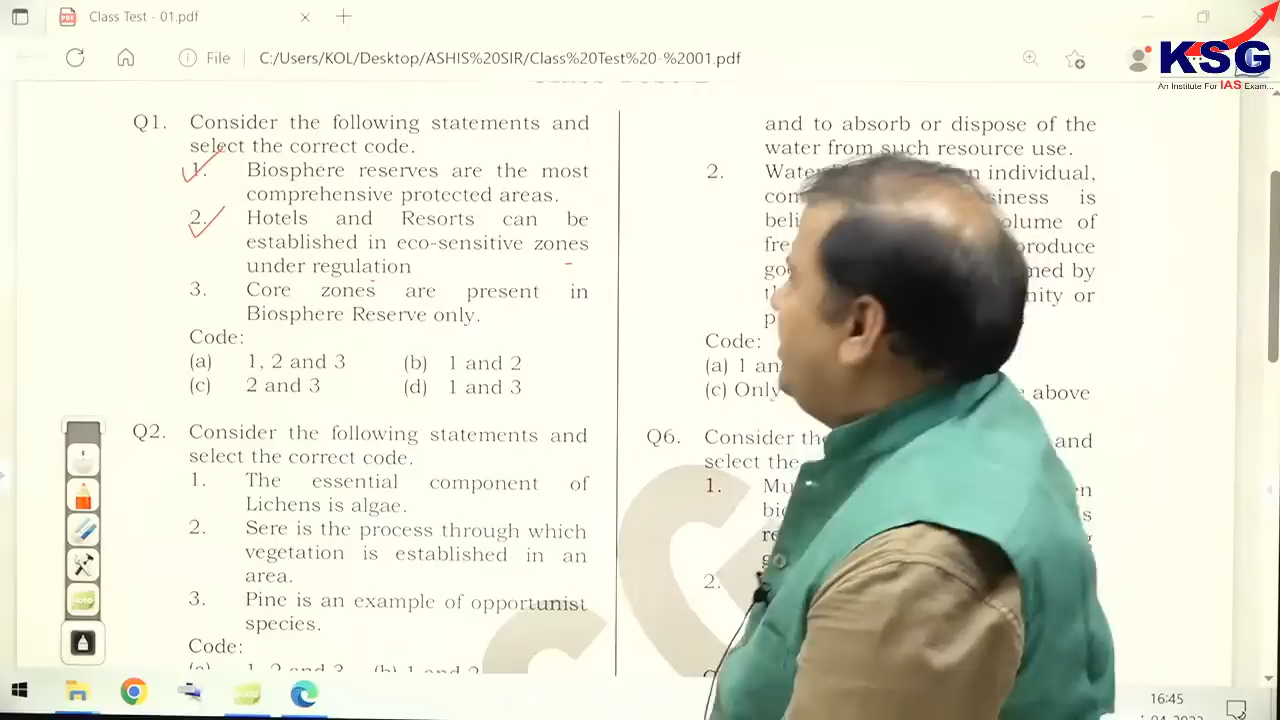 Class Test - 01.pdf
File
C:/Users/KOL/Desktop/ASHIS%20SIR/Class%20Test%20-%2001.pdf
KSG
An Institute For IAS Exam...
Q1. Consider the following statements and
select the correct code.
1. Biosphere reserves are the most
comprehensive protected areas.
2. Hotels and Resorts can be
established in eco-sensitive zones
under regulation
3. Core zones are present in
Biosphere Reserve only.
Code:
(a) 1, 2 and 3 (b) 1 and 2
(c) 2 and 3 (d) 1 and 3
Q2. Consider the following statements and
select the correct code.
1. The essential component of
Lichens is algae.
2. Sere is the process through which
vegetation is established in an
area.
3. Pine is an example of opportunist
species.
Code:
(a) 1, 2 and 3 (b) 1 and 2
and to absorb or dispose of the
water from such resource use.
2. Water individual,
is
volume of
produce
by
or
Code:
(a) 1
(c) Only above
Q6. Consider and
select the
1.
2.
16:45